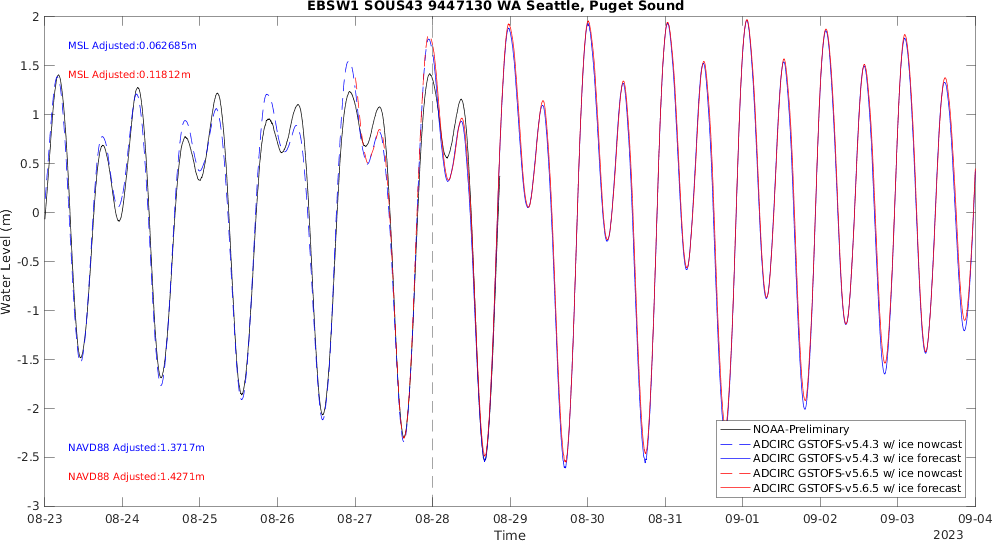 EBSW1 SOUS43 9447130 WA Seattle, Puget Sound
2
1.5
1
0.5
0
-0.5
-1
-1.5
-2
-2.5
-3
Water Level (m)
MSL Adjusted:0.062685m
MSL Adjusted:0.11812m
NAVD88 Adjusted:1.3717m
NAVD88 Adjusted:1.4271m
NOAA-Preliminary
ADCIRC GSTOFS-v5.4.3 w/ ice nowcast
ADCIRC GSTOFS-v5.4.3 w/ ice forecast
ADCIRC GSTOFS-v5.6.5 w/ ice nowcast
ADCIRC GSTOFS-v5.6.5 w/ ice forecast
08-23 08-24 08-25 08-26 08-27 08-28 08-29 08-30 08-31 09-01 09-02 09-03 09-04
Time
2023